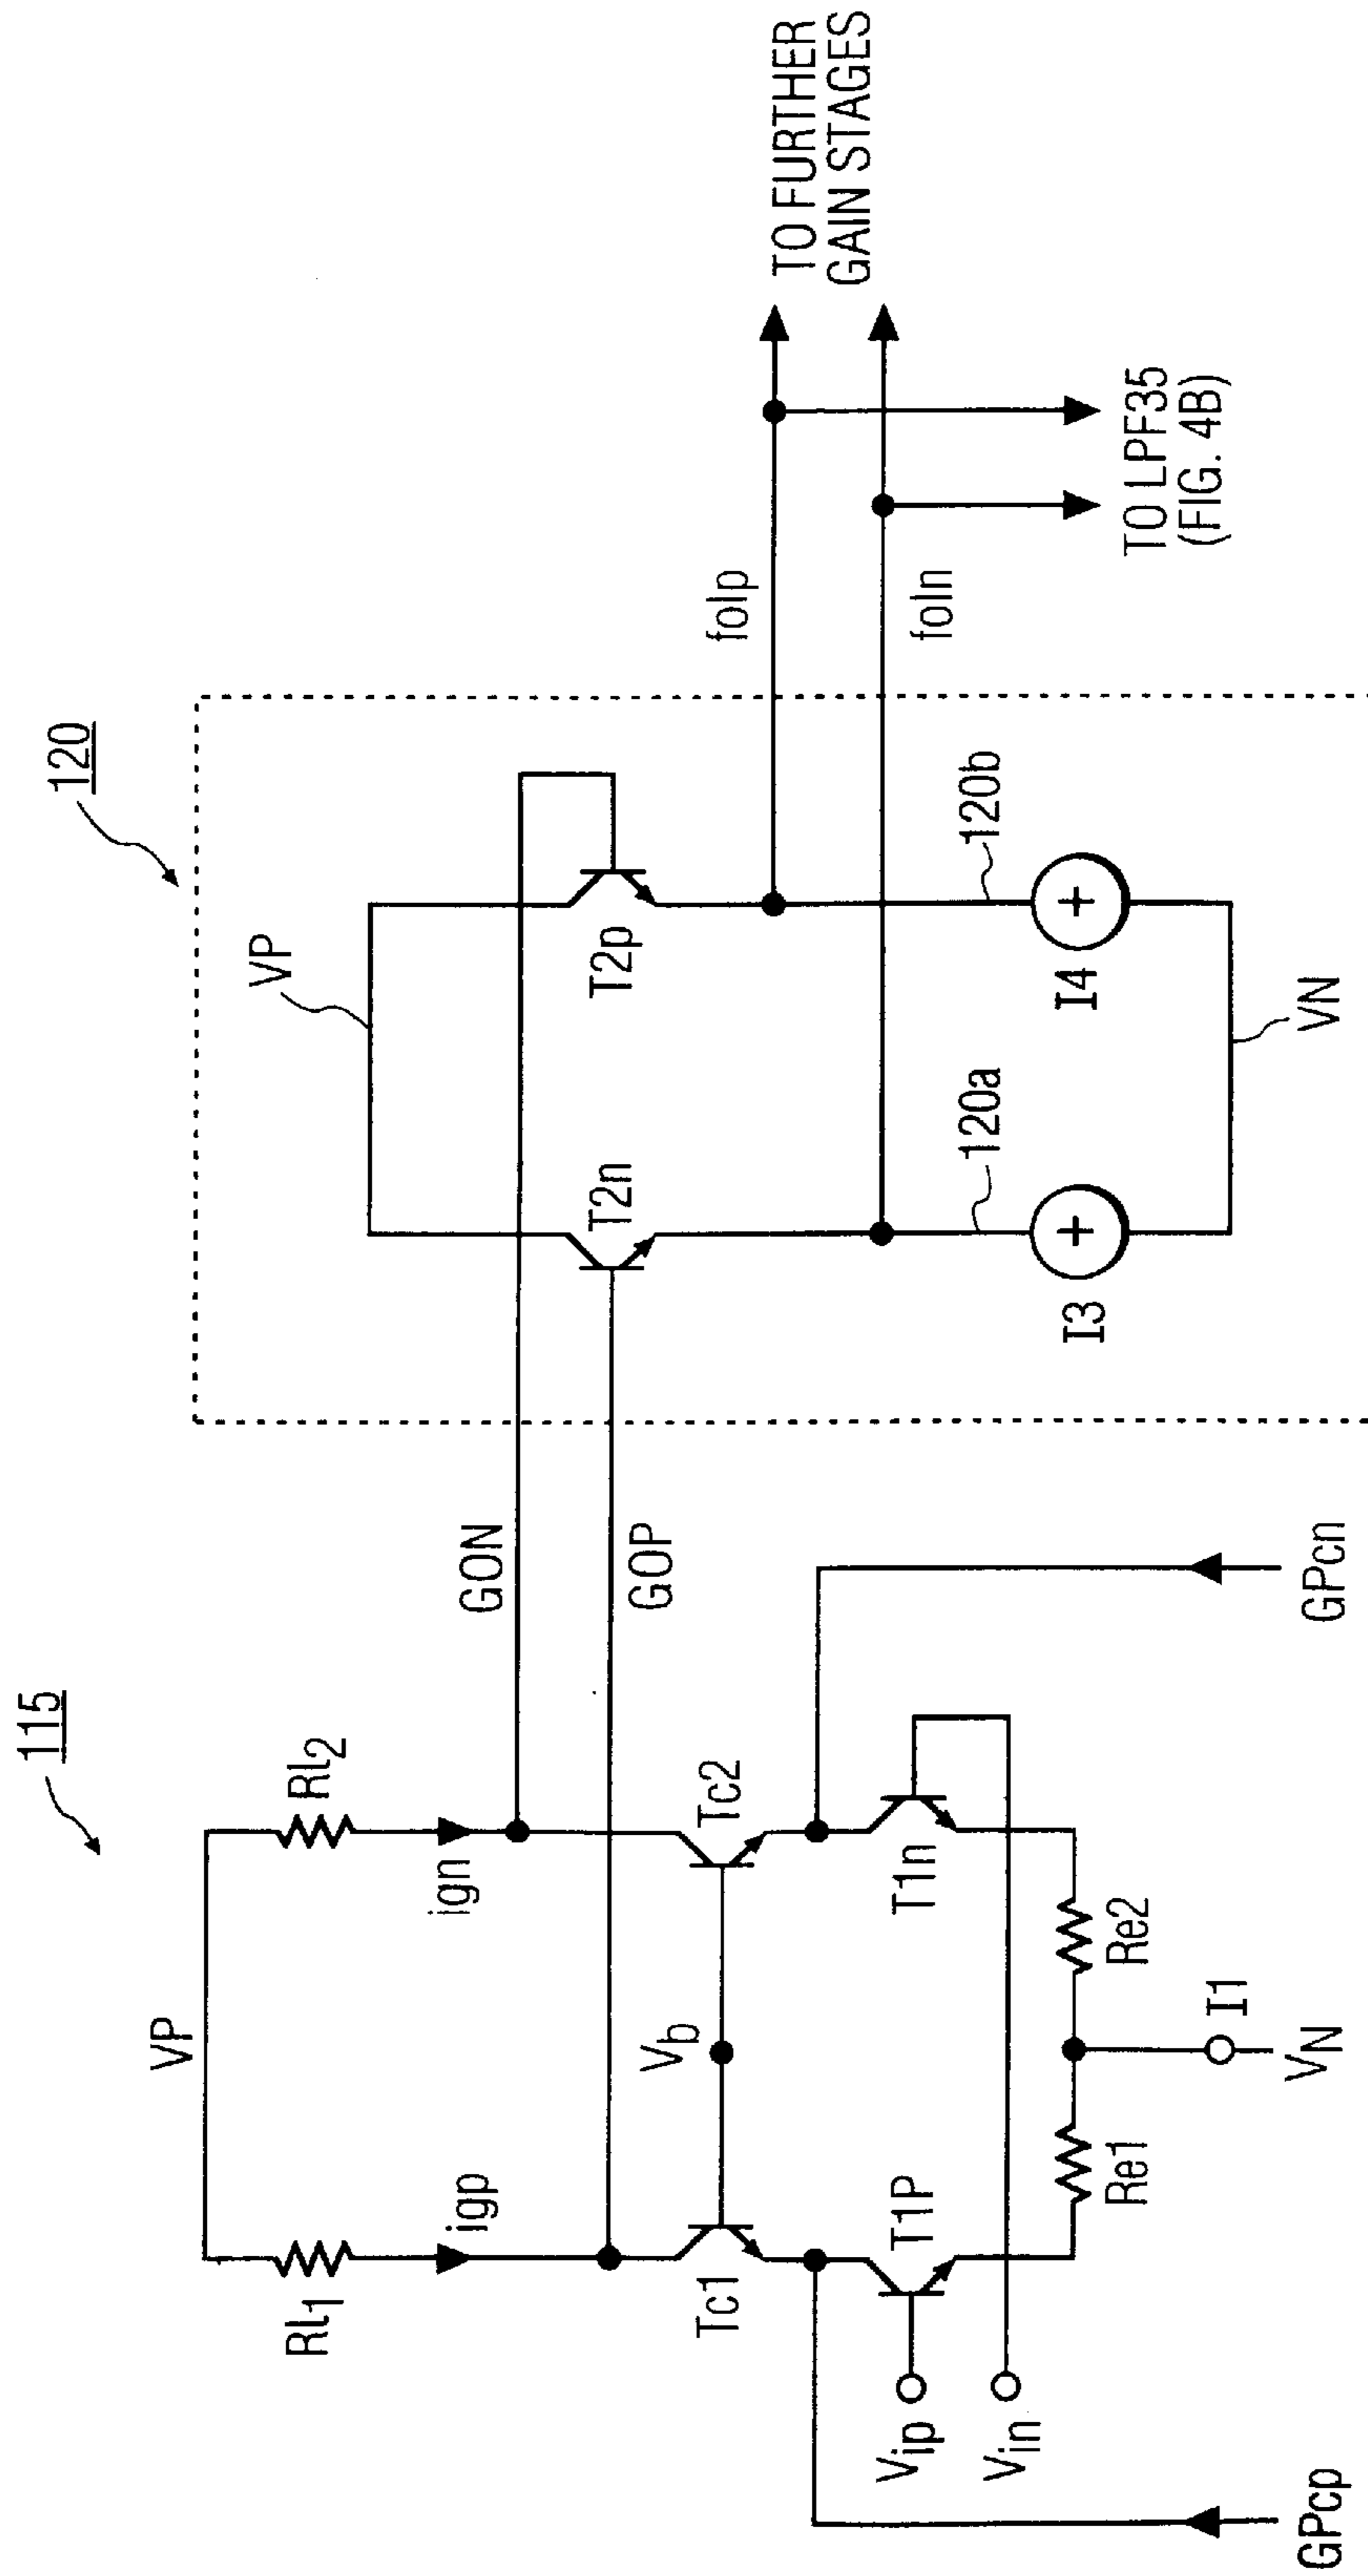 115
120
VP
Rl1
Rl2
igp
ign
GON
GOP
VP
Tc1
Vb
Tc2
T2n
T2p
folp
foln
TO FURTHER
GAIN STAGES
Vip
T1P
T1n
Vin
Re1
Re2
120a
120b
I3
I4
TO LPF35
(FIG. 4B)
GPcp
I1
VN
GPcn
VN